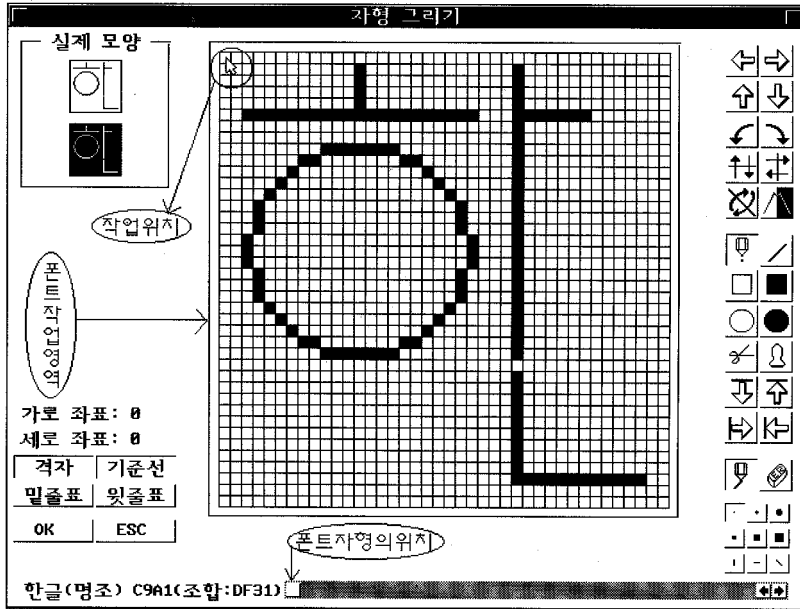 자형 그리기
실제 모양
작업위치
폰트작업영역
가로 좌표: 0
세로 좌표: 0
격자 기준선
밑줄표 윗줄표
OK ESC
폰트자형의위치
한글(명조) C9A1(조합:DF31)